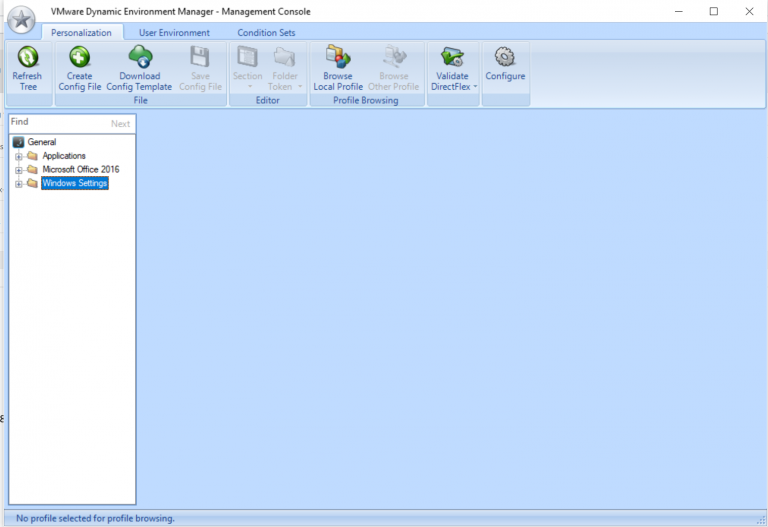 VMware Dynamic Environment Manager - Management Console
Personalization User Environment Condition Sets
Refresh Create Download Save Section Folder Browse Browse Validate Configure
Tree Config File Config Template Config File Token Local Profile Other Profile DirectFlex
File Editor Profile Browsing
Find Next
General
Applications
Microsoft Office 2016
Windows Settings
No profile selected for profile browsing.